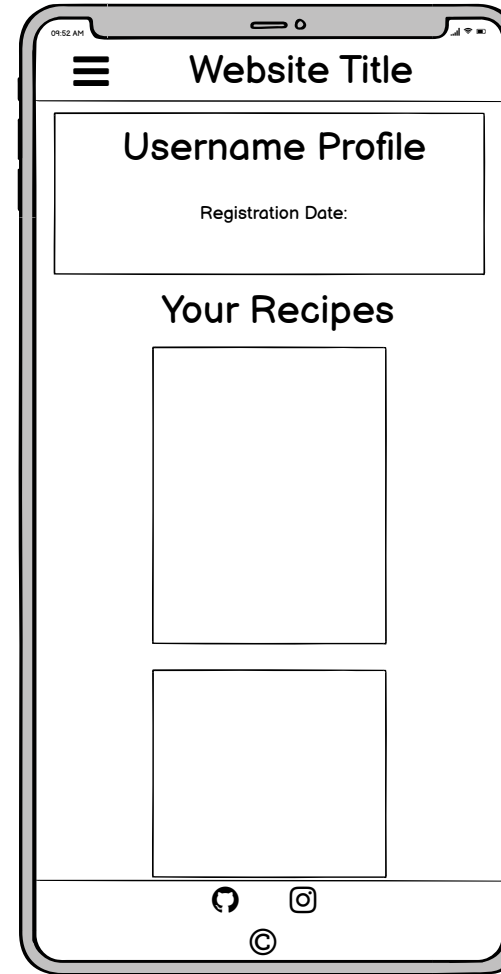 09:52 AM
Website Title
Username Profile
Registration Date:
Your Recipes
©